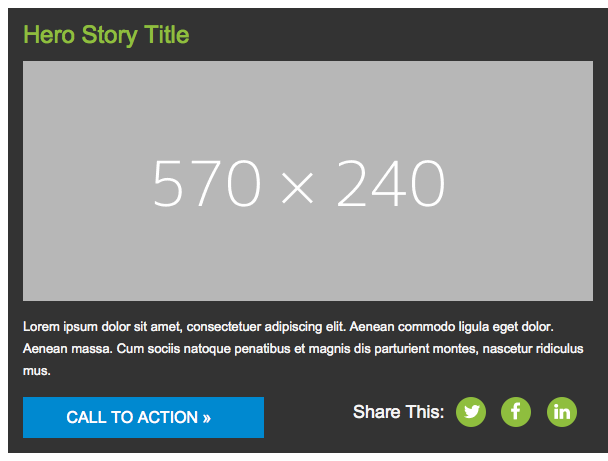 Hero Story Title
570 × 240
Lorem ipsum dolor sit amet, consectetuer adipiscing elit. Aenean commodo ligula eget dolor.
Aenean massa. Cum sociis natoque penatibus et magnis dis parturient montes, nascetur ridiculus
mus.
CALL TO ACTION »
Share This: